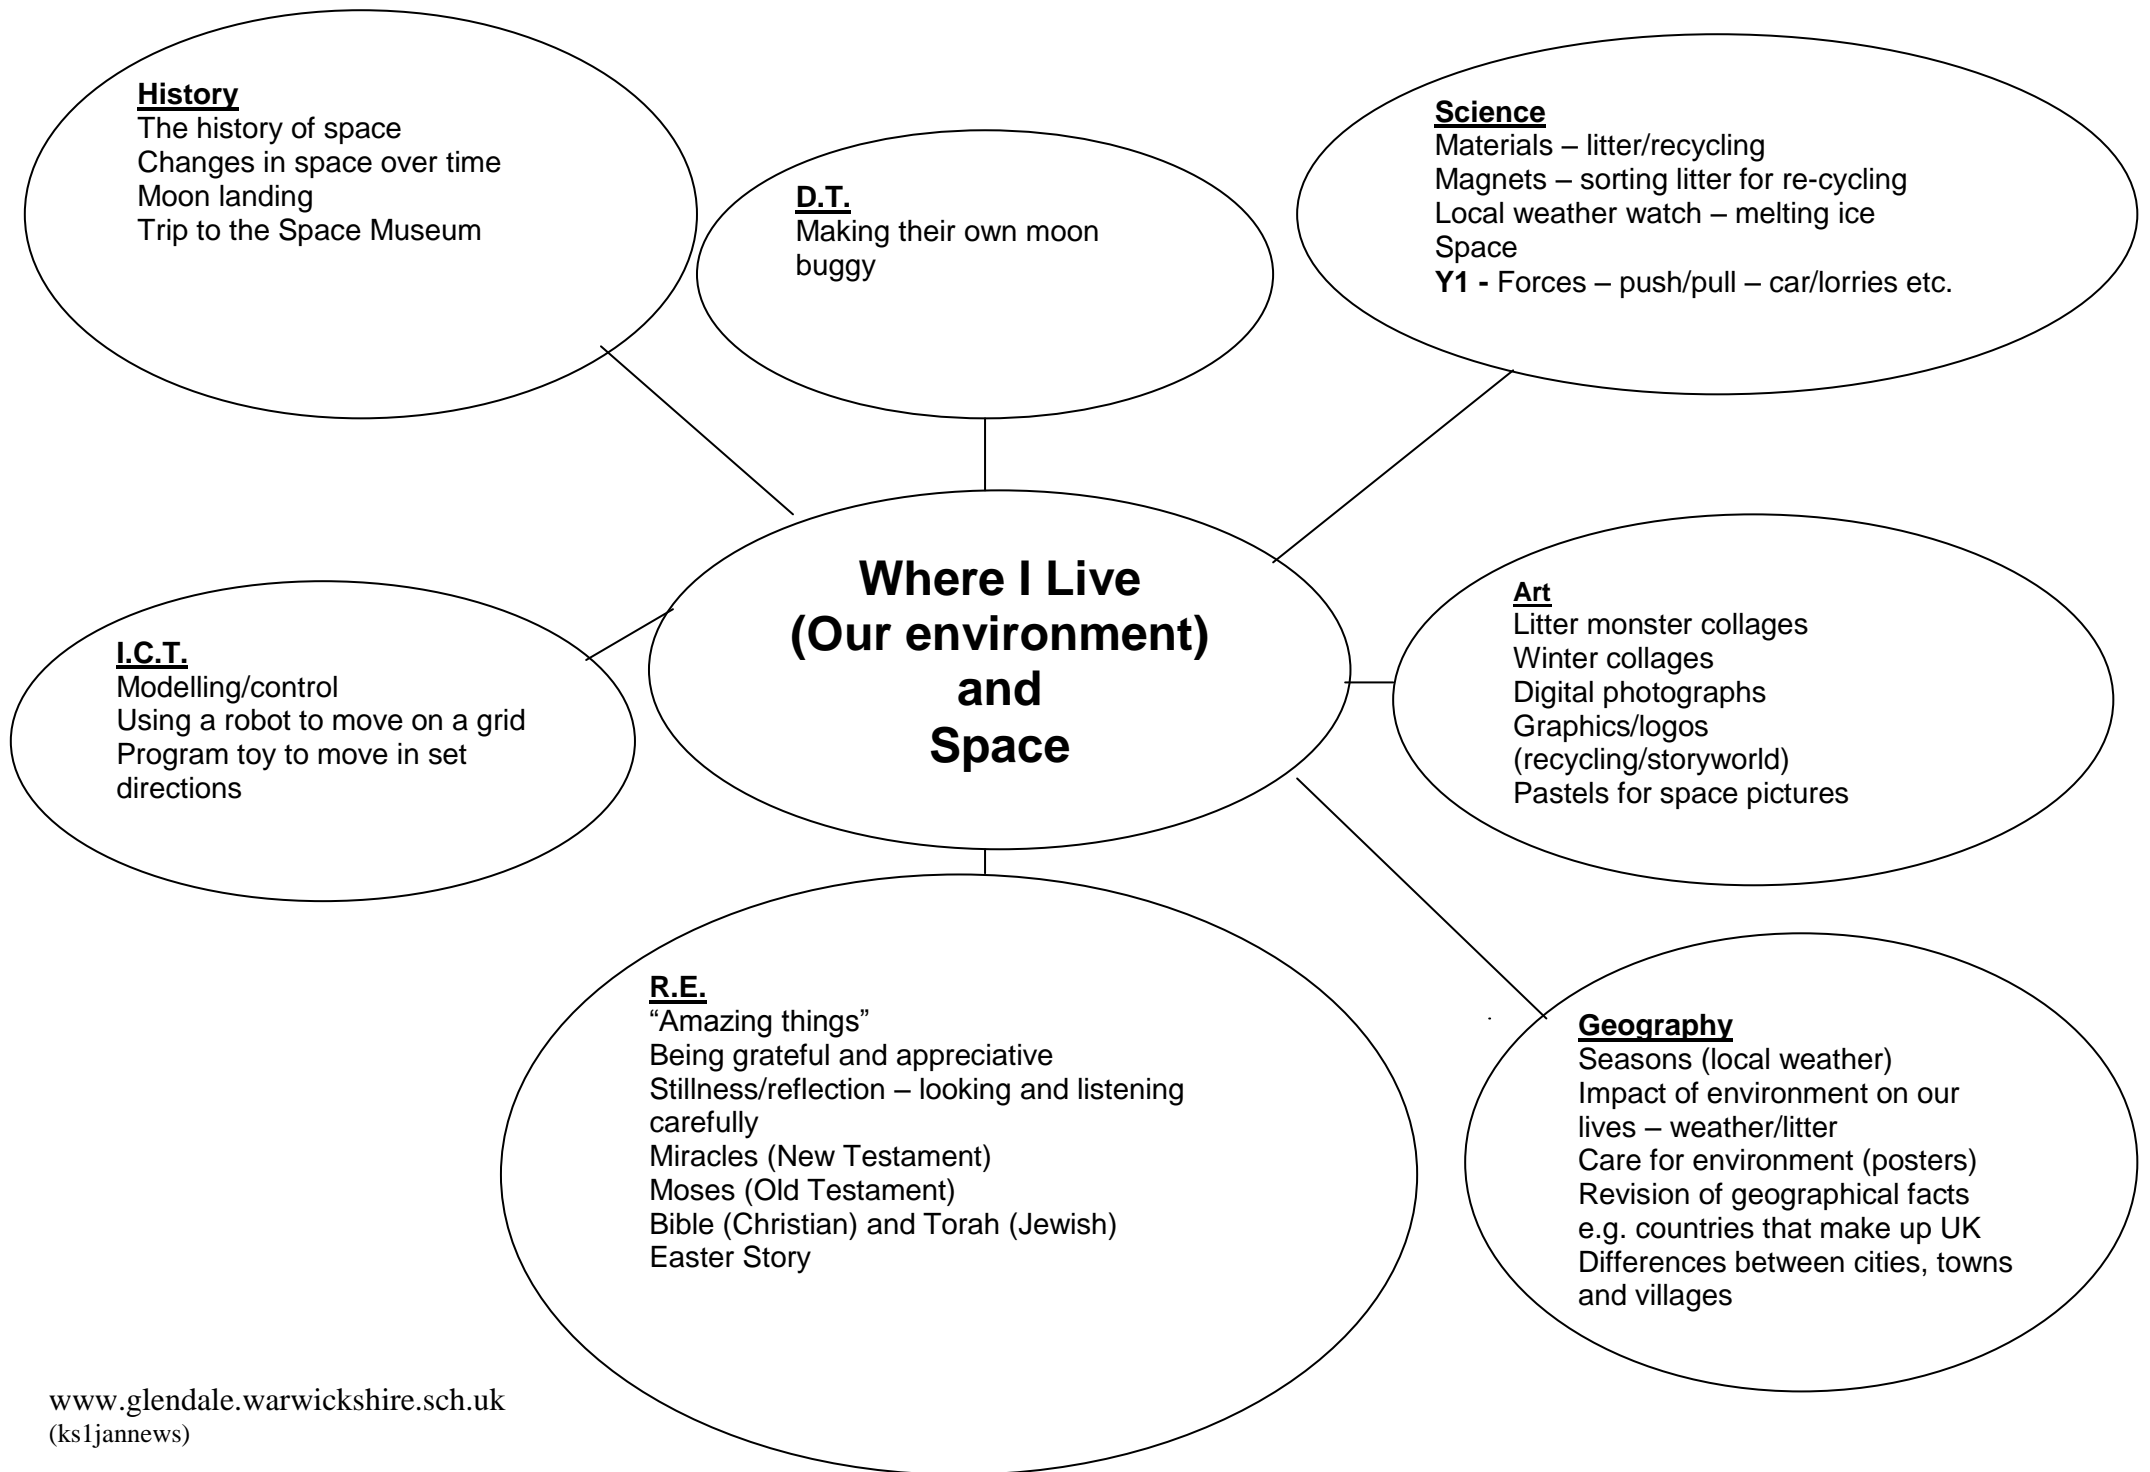 History
The history of space
Changes in space over time
Moon landing
Trip to the Space Museum
D.T.
Making their own moon
buggy
Science
Materials – litter/recycling
Magnets – sorting litter for re-cycling
Local weather watch – melting ice
Space
Y1 - Forces – push/pull – car/lorries etc.
Where I Live
(Our environment)
and
Space
I.C.T.
Modelling/control
Using a robot to move on a grid
Program toy to move in set
directions
Art
Litter monster collages
Winter collages
Digital photographs
Graphics/logos
(recycling/storyworld)
Pastels for space pictures
R.E.
“Amazing things”
Being grateful and appreciative
Stillness/reflection – looking and listening
carefully
Miracles (New Testament)
Moses (Old Testament)
Bible (Christian) and Torah (Jewish)
Easter Story
Geography
Seasons (local weather)
Impact of environment on our
lives – weather/litter
Care for environment (posters)
Revision of geographical facts
e.g. countries that make up UK
Differences between cities, towns
and villages
www.glendale.warwickshire.sch.uk
(ks1jannews)